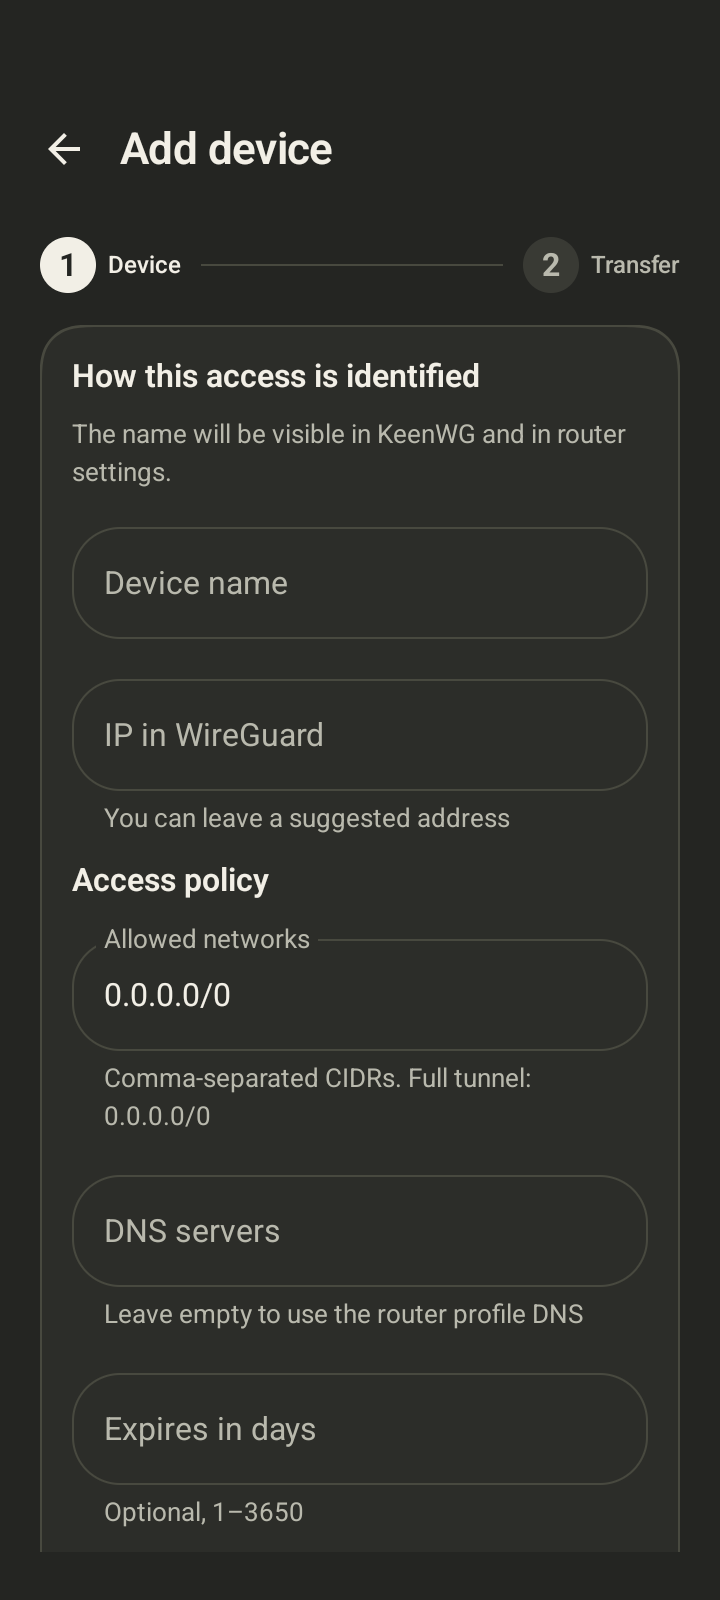 Add device
1 Device 2 Transfer
How this access is identified
The name will be visible in KeenWG and in router
settings.
Device name
IP in WireGuard
You can leave a suggested address
Access policy
Allowed networks
0.0.0.0/0
Comma-separated CIDRs. Full tunnel:
0.0.0.0/0
DNS servers
Leave empty to use the router profile DNS
Expires in days
Optional, 1–3650